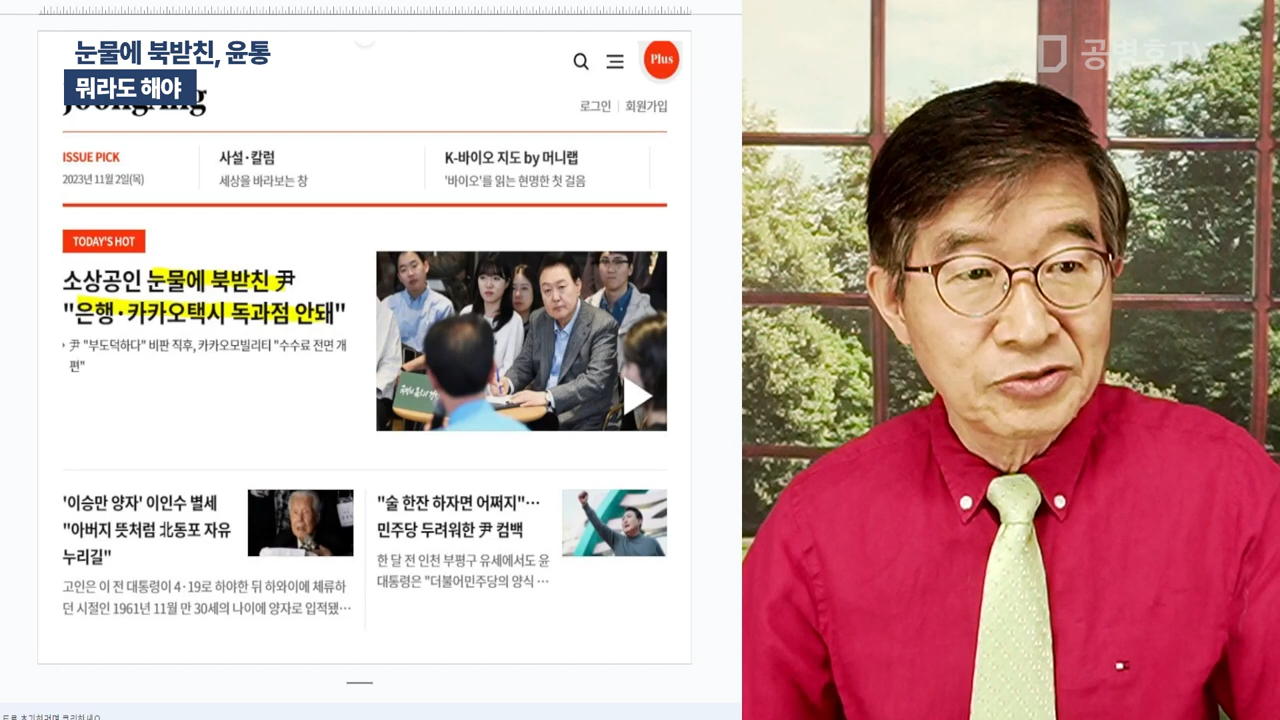 눈물에 북받친, 윤통
뭐라도 해야
Plus
로그인 | 회원가입
ISSUE PICK
2023년 11월 2일(목)
사설·칼럼
세상을 바라보는 창
K-바이오 지도 by 머니랩
'바이오'를 읽는 현명한 첫 걸음
TODAY'S HOT
소상공인 눈물에 북받친 尹
"은행·카카오택시 독과점 안돼"
尹 "부도덕하다" 비판 직후, 카카오모빌리티 "수수료 전면 개
편"
'이승만 양자' 이인수 별세
"아버지 뜻처럼 北동포 자유
누리길"
고인은 이 전 대통령이 4·19로 하야한 뒤 하와이에 체류하
던 시절인 1961년 11월 만 30세의 나이에 양자로 입적됐…
"술 한잔 하자면 어쩌지"…
민주당 두려워한 尹 컴백
한 달 전 인천 부평구 유세에서도 윤
대통령은 "더불어민주당의 양식 …
공병호TV